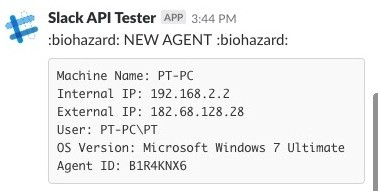 Slack API Tester APP 3:44 PM
:biohazard: NEW AGENT :biohazard:
Machine Name: PT-PC
Internal IP: 192.168.2.2
External IP: 182.68.128.28
User: PT-PC\PT
OS Version: Microsoft Windows 7 Ultimate
Agent ID: B1R4KNX6